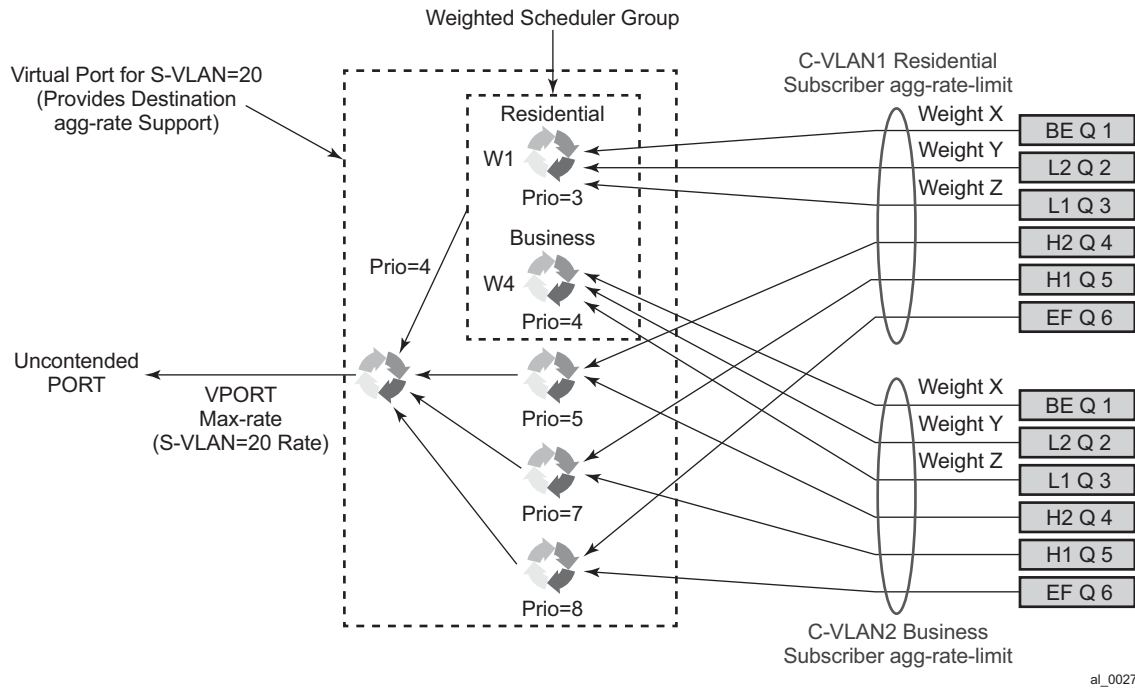 Weighted Scheduler Group
Virtual Port for S-VLAN=20
(Provides Destination
agg-rate Support)
C-VLAN1 Residential
Subscriber agg-rate-limit
Residential
W1
Prio=3
Business
W4
Prio=4
Prio=4
Weight X
Weight Y
Weight Z
BE Q 1
L2 Q 2
L1 Q 3
H2 Q 4
H1 Q 5
EF Q 6
Uncontended
PORT
VPORT
Max-rate
(S-VLAN=20 Rate)
Prio=5
Prio=7
Prio=8
Weight X
Weight Y
Weight Z
BE Q 1
L2 Q 2
L1 Q 3
H2 Q 4
H1 Q 5
EF Q 6
C-VLAN2 Business
Subscriber agg-rate-limit
al_0027